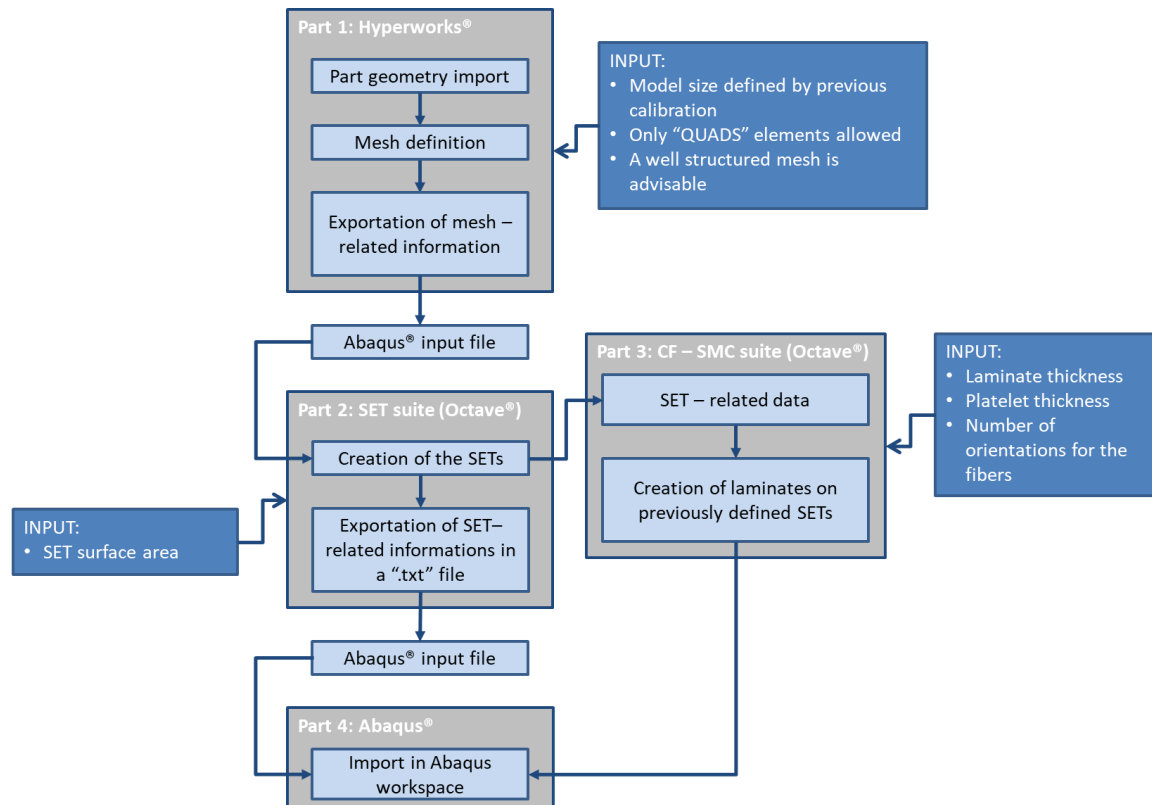 Part 1: Hyperworks®
Part geometry import
Mesh definition
Exportation of mesh –
related information
INPUT:
• Model size defined by previous
calibration
• Only “QUADS” elements allowed
• A well structured mesh is
advisable
Abaqus® input file
Part 2: SET suite (Octave®)
Creation of the SETs
Exportation of SET–
related informations in
a “.txt” file
INPUT:
• SET surface area
Part 3: CF – SMC suite (Octave®)
SET – related data
Creation of laminates on
previously defined SETs
INPUT:
• Laminate thickness
• Platelet thickness
• Number of
orientations for the
fibers
Abaqus® input file
Part 4: Abaqus®
Import in Abaqus
workspace